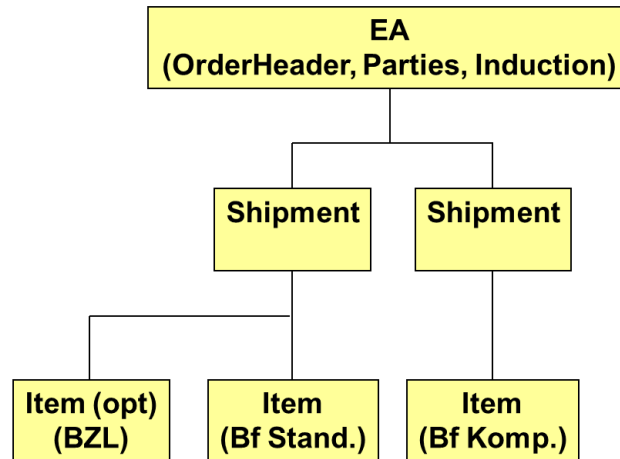 EA
(OrderHeader, Parties, Induction)
Shipment
Shipment
Item (opt)
(BZL)
Item
(Bf Stand.)
Item
(Bf Komp.)